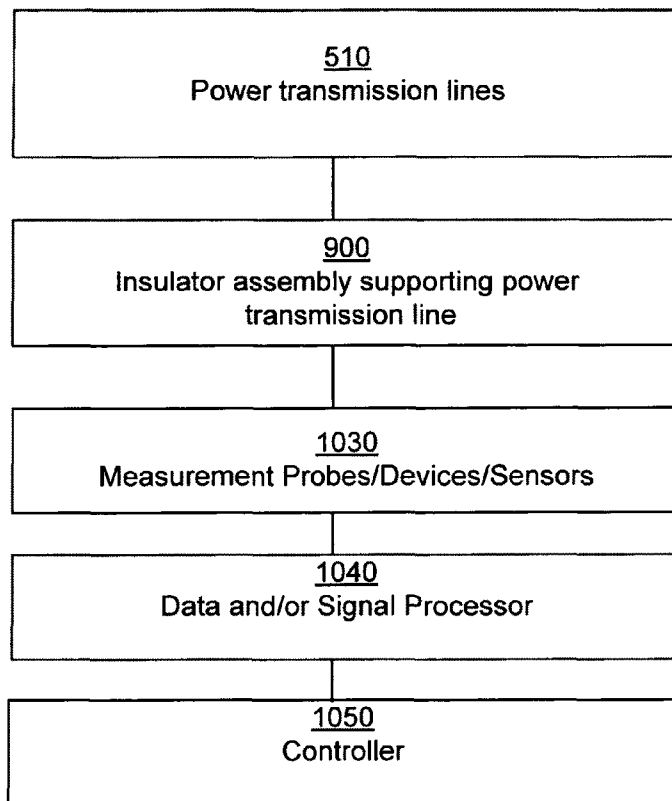 510
Power transmission lines
900
Insulator assembly supporting power
transmission line
1030
Measurement Probes/Devices/Sensors
1040
Data and/or Signal Processor
1050
Controller